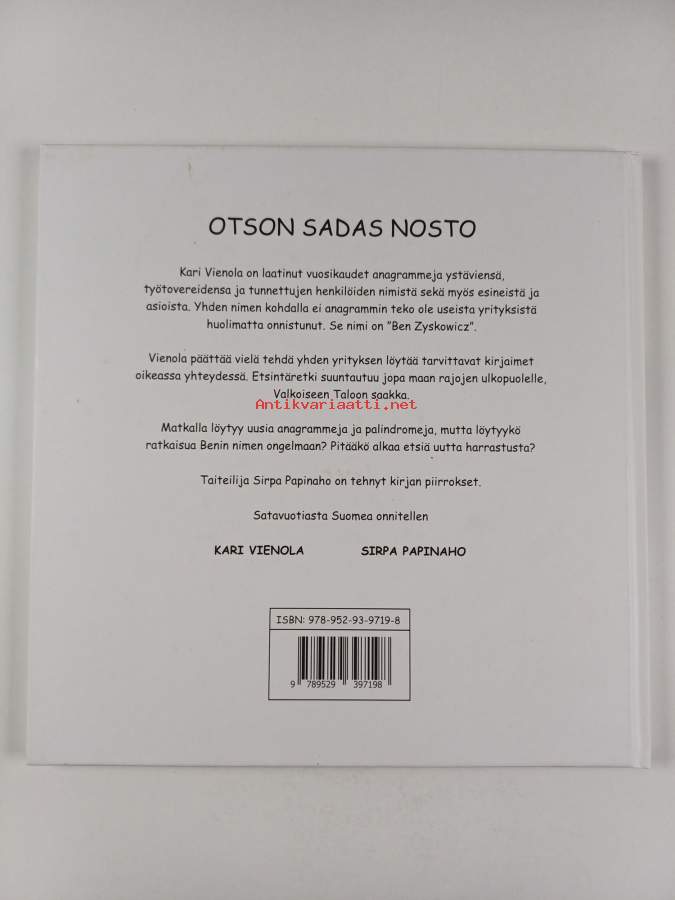 OTSON SADAS NOSTO
Kari Vienola on laatinut vuosikaudet anagrammeja ystäviensä,
työtovereidensa ja tunnettujen henkilöiden nimistä sekä myös esineistä ja
asioista. Yhden nimen kohdalla ei anagrammin teko ole useista yrityksistä
huolimatta onnistunut. Se nimi on "Ben Zyskowicz".
Vienola päättää vielä tehdä yhden yrityksen löytää tarvittavat kirjaimet
oikeassa yhteydessä. Etsintäretki suuntautuu jopa maan rajojen ulkopuolelle,
Valkoiseen Taloon saakka.
Antikvariaatti.net
Matkalla löytyy uusia anagrammeja ja palindromeja, mutta löytyykö
ratkaisua Benin nimen ongelmaan? Pitääkö alkaa etsiä uutta harrastusta?
Taiteilija Sirpa Papinaho on tehnyt kirjan piirrokset.
Satavuotiasta Suomea onnitellen
KARI VIENOLA SIRPA PAPINAHO
ISBN: 978-952-93-9719-8
9 789529 397198